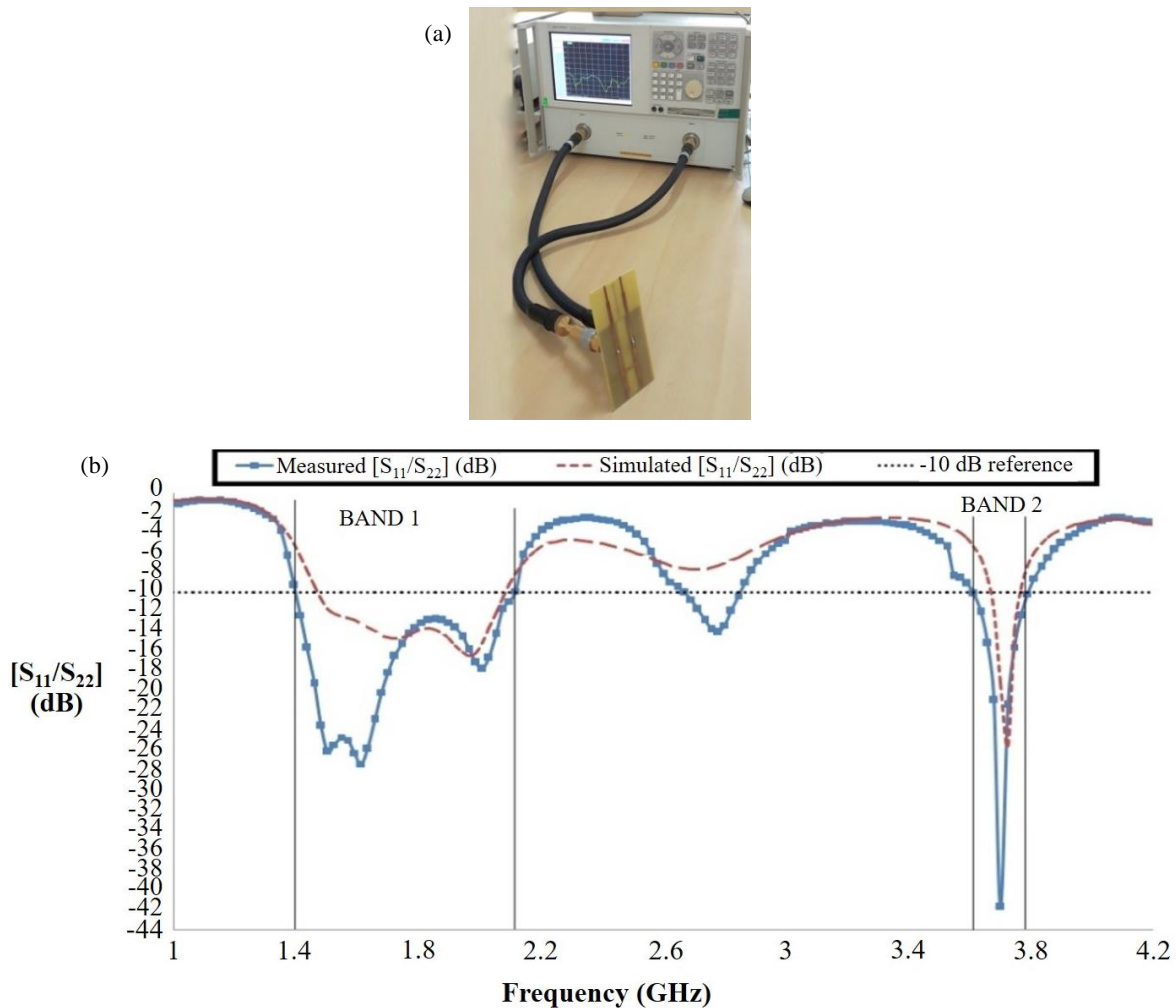 (a)
(b)
Measured [S₁₁/S₂₂] (dB) Simulated [S₁₁/S₂₂] (dB) -10 dB reference
BAND 1
BAND 2
0
-2
-4
-6
-8
-10
-12
-14
-16
-18
-20
-22
-24
-26
-28
-30
-32
-34
-36
-38
-40
-42
-44
[S₁₁/S₂₂]
(dB)
1 1.4 1.8 2.2 2.6 3 3.4 3.8 4.2
Frequency (GHz)